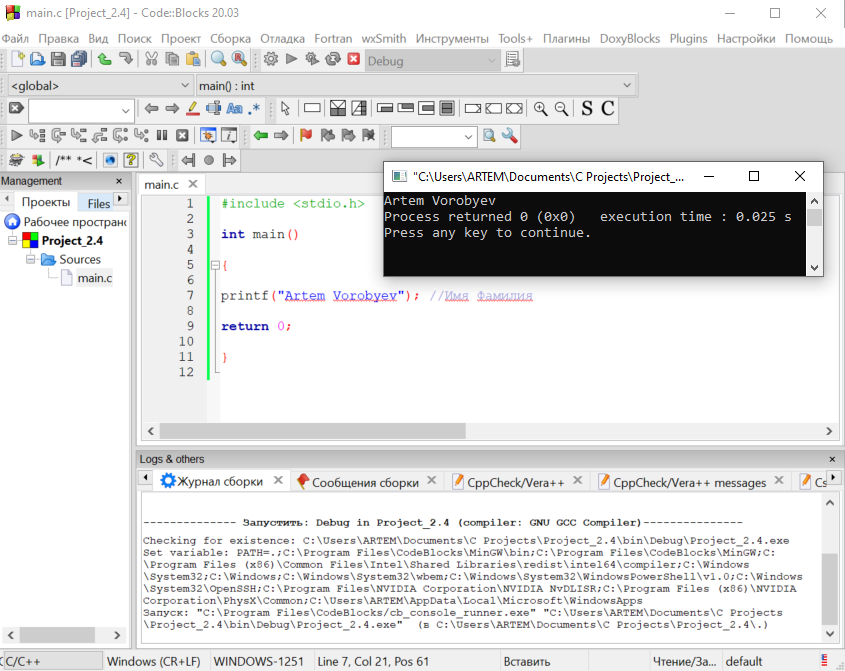 main.c [Project_2.4] - Code::Blocks 20.03
Файл Правка Вид Поиск Проект Сборка Отладка Fortran wxSmith Инструменты Tools+ Плагины DoxyBlocks Plugins Настройки Помощь
Debug
<global> main() : int
Aa .* S C
/** *<
Management
Проекты Files
Рабочее пространс
Project_2.4
Sources
main.c
main.c
1 #include <stdio.h>
2
3 int main()
4
5 {
6
7 printf("Artem Vorobyev"); //Имя Фамилия
8
9 return 0;
10
11 }
12
"C:\Users\ARTEM\Documents\C Projects\Project_...
Artem Vorobyev
Process returned 0 (0x0)   execution time : 0.025 s
Press any key to continue.
Logs & others
Журнал сборки Сообщения сборки CppCheck/Vera++ CppCheck/Vera++ messages Cs
-------------- Запустить: Debug in Project_2.4 (compiler: GNU GCC Compiler)---------------
Checking for existence: C:\Users\ARTEM\Documents\C Projects\Project_2.4\bin\Debug\Project_2.4.exe
Set variable: PATH=.;C:\Program Files\CodeBlocks\MinGW\bin;C:\Program Files\CodeBlocks\MinGW;C:
\Program Files (x86)\Common Files\Intel\Shared Libraries\redist\intel64\compiler;C:\Windows
\System32;C:\Windows;C:\Windows\System32\wbem;C:\Windows\System32\WindowsPowerShell\v1.0;C:\Windows
\System32\OpenSSH;C:\Program Files\NVIDIA Corporation\NVIDIA NvDLISR;C:\Program Files (x86)\NVIDIA
Corporation\PhysX\Common;C:\Users\ARTEM\AppData\Local\Microsoft\WindowsApps
Запуск: "C:\Program Files\CodeBlocks/cb_console_runner.exe" "C:\Users\ARTEM\Documents\C Projects
\Project_2.4\bin\Debug\Project_2.4.exe"  (в C:\Users\ARTEM\Documents\C Projects\Project_2.4\.)
C/C++ Windows (CR+LF) WINDOWS-1251 Line 7, Col 21, Pos 61 Вставить Чтение/За... default